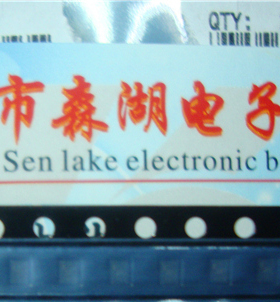 QTY:
市森湖电子
Sen lake electronic b